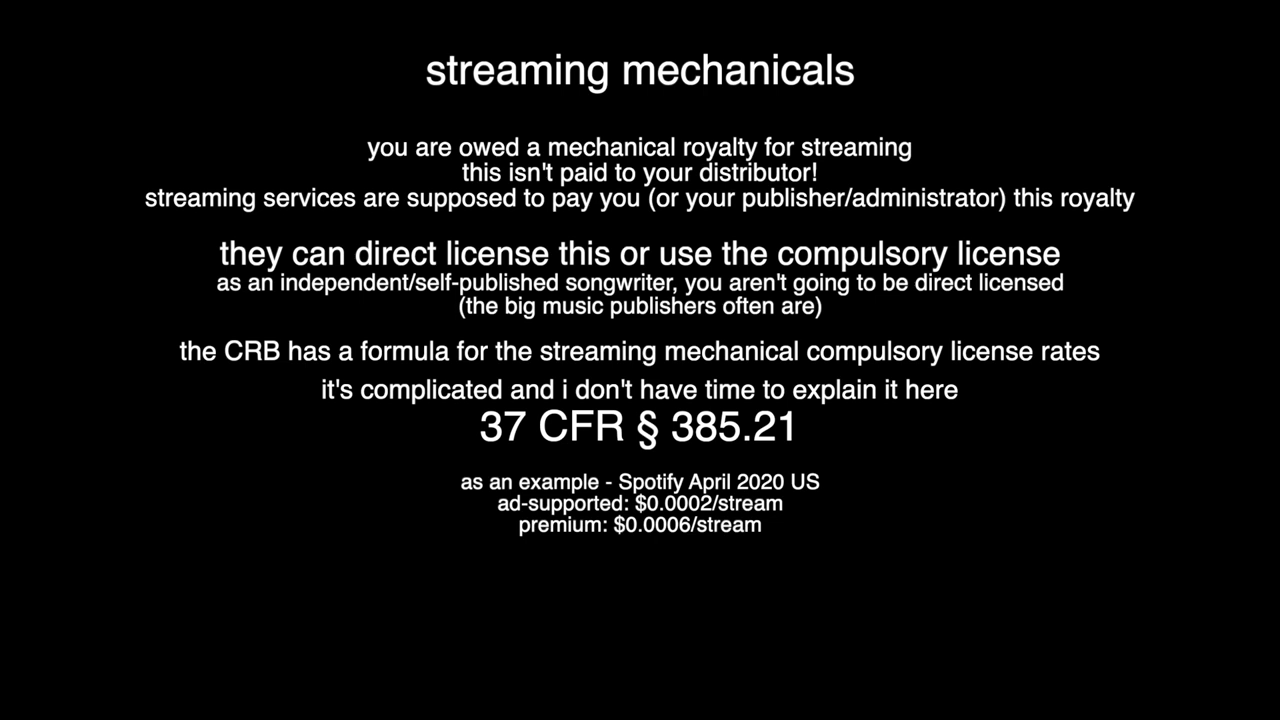 streaming mechanicals
you are owed a mechanical royalty for streaming
this isn't paid to your distributor!
streaming services are supposed to pay you (or your publisher/administrator) this royalty
they can direct license this or use the compulsory license
as an independent/self-published songwriter, you aren't going to be direct licensed
(the big music publishers often are)
the CRB has a formula for the streaming mechanical compulsory license rates
it's complicated and i don't have time to explain it here
37 CFR § 385.21
as an example - Spotify April 2020 US
ad-supported: $0.0002/stream
premium: $0.0006/stream